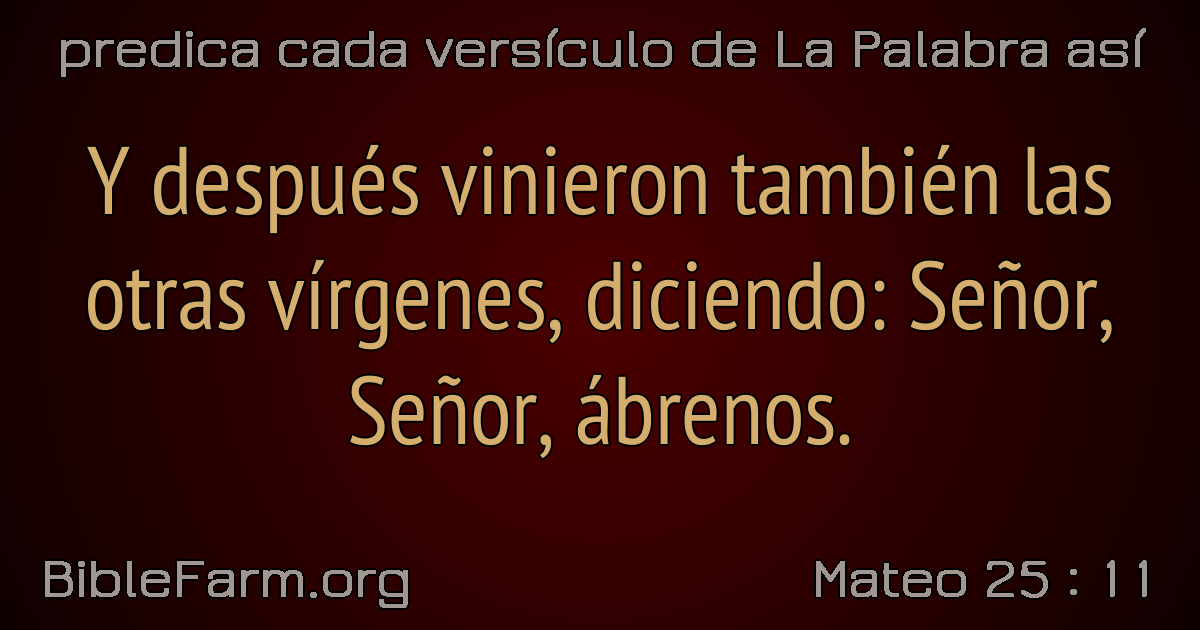 predica cada versículo de La Palabra así
Y después vinieron también las
otras vírgenes, diciendo: Señor,
Señor, ábrenos.
BibleFarm.org
Mateo 25 : 11